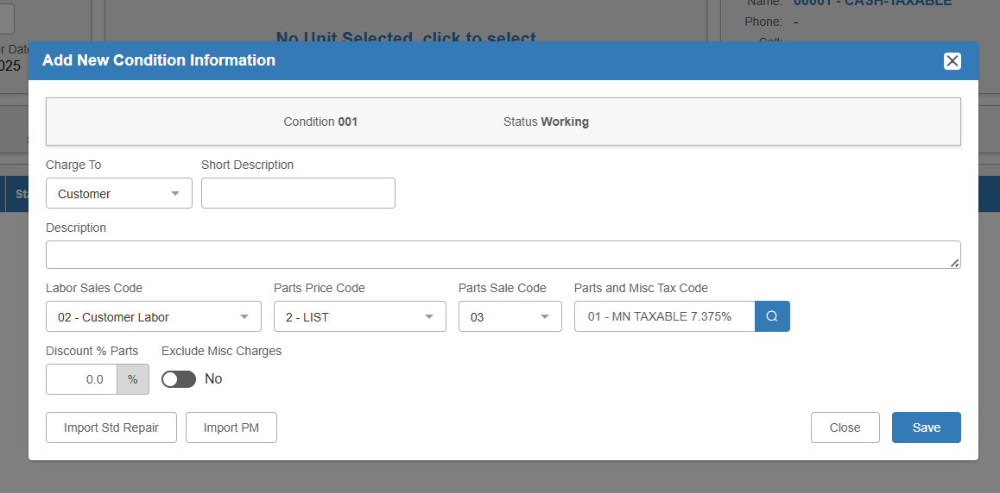 Name: 00001 - CASH-TAXABLE
Phone: -
No Unit Selected, click to select
025
Add New Condition Information
Condition 001 Status Working
Charge To Short Description
Customer
Description
Labor Sales Code Parts Price Code Parts Sale Code Parts and Misc Tax Code
02 - Customer Labor 2 - LIST 03 01 - MN TAXABLE 7.375%
Discount % Parts Exclude Misc Charges
0.0 % No
Import Std Repair Import PM Close Save